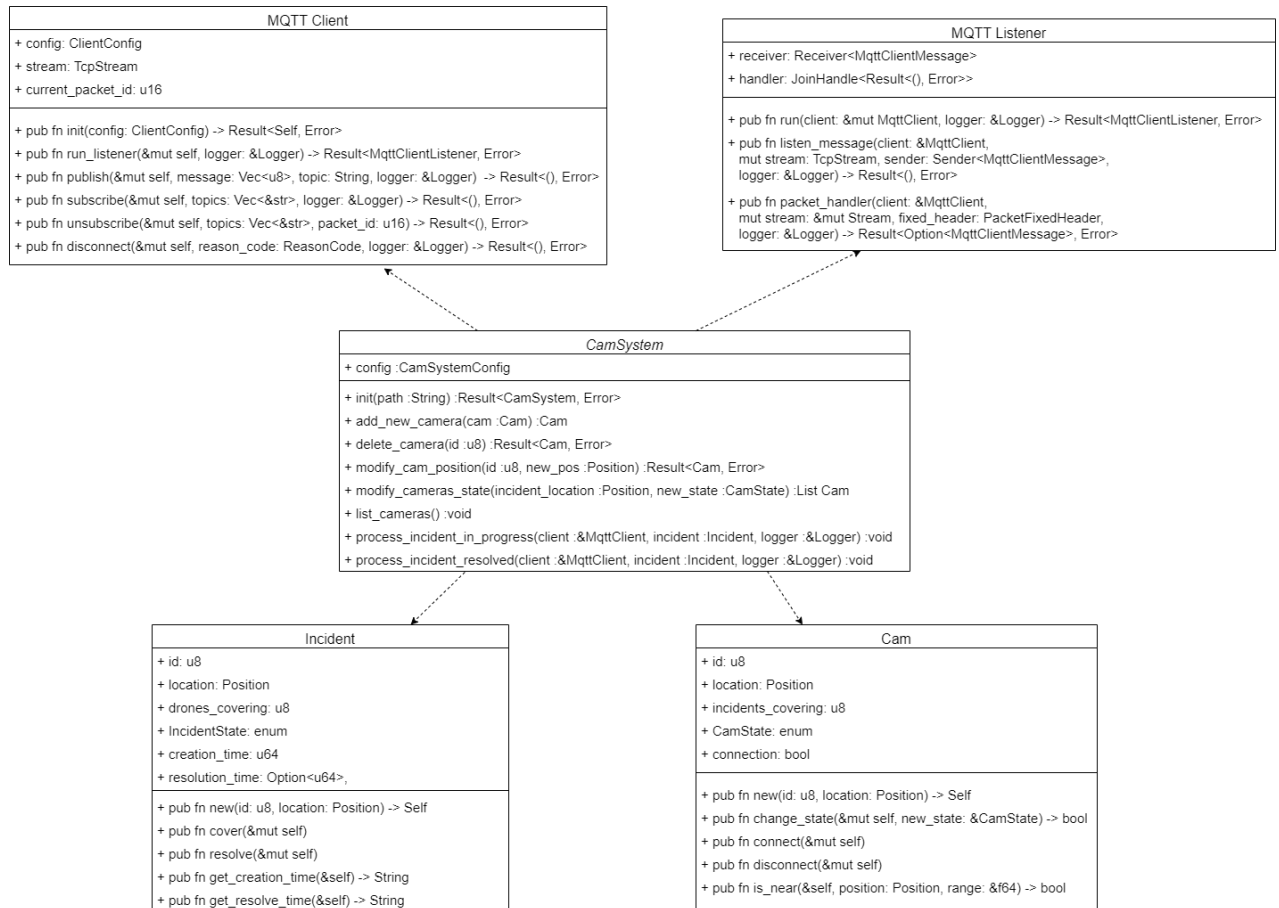 MQTT Client
+ config: ClientConfig
+ stream: TcpStream
+ current_packet_id: u16
+ pub fn init(config: ClientConfig) -> Result<Self, Error>
+ pub fn run_listener(&mut self, logger: &Logger) -> Result<MqttClientListener, Error>
+ pub fn publish(&mut self, message: Vec<u8>, topic: String, logger: &Logger)  -> Result<(), Error>
+ pub fn subscribe(&mut self, topics: Vec<&str>, logger: &Logger) -> Result<(), Error>
+ pub fn unsubscribe(&mut self, topics: Vec<&str>, packet_id: u16) -> Result<(), Error>
+ pub fn disconnect(&mut self, reason_code: ReasonCode, logger: &Logger) -> Result<(), Error>
MQTT Listener
+ receiver: Receiver<MqttClientMessage>
+ handler: JoinHandle<Result<(), Error>>
+ pub fn run(client: &mut MqttClient, logger: &Logger) -> Result<MqttClientListener, Error>
+ pub fn listen_message(client: &MqttClient,
mut stream: TcpStream, sender: Sender<MqttClientMessage>,
logger: &Logger) -> Result<(), Error>
+ pub fn packet_handler(client: &MqttClient,
mut stream: &mut Stream, fixed_header: PacketFixedHeader,
logger: &Logger) -> Result<Option<MqttClientMessage>, Error>
CamSystem
+ config :CamSystemConfig
+ init(path :String) :Result<CamSystem, Error>
+ add_new_camera(cam :Cam) :Cam
+ delete_camera(id :u8) :Result<Cam, Error>
+ modify_cam_position(id :u8, new_pos :Position) :Result<Cam, Error>
+ modify_cameras_state(incident_location :Position, new_state :CamState) :List Cam
+ list_cameras() :void
+ process_incident_in_progress(client :&MqttClient, incident :Incident, logger :&Logger) :void
+ process_incident_resolved(client :&MqttClient, incident :Incident, logger :&Logger) :void
Incident
+ id: u8
+ location: Position
+ drones_covering: u8
+ IncidentState: enum
+ creation_time: u64
+ resolution_time: Option<u64>,
+ pub fn new(id: u8, location: Position) -> Self
+ pub fn cover(&mut self)
+ pub fn resolve(&mut self)
+ pub fn get_creation_time(&self) -> String
+ pub fn get_resolve_time(&self) -> String
Cam
+ id: u8
+ location: Position
+ incidents_covering: u8
+ CamState: enum
+ connection: bool
+ pub fn new(id: u8, location: Position) -> Self
+ pub fn change_state(&mut self, new_state: &CamState) -> bool
+ pub fn connect(&mut self)
+ pub fn disconnect(&mut self)
+ pub fn is_near(&self, position: Position, range: &f64) -> bool